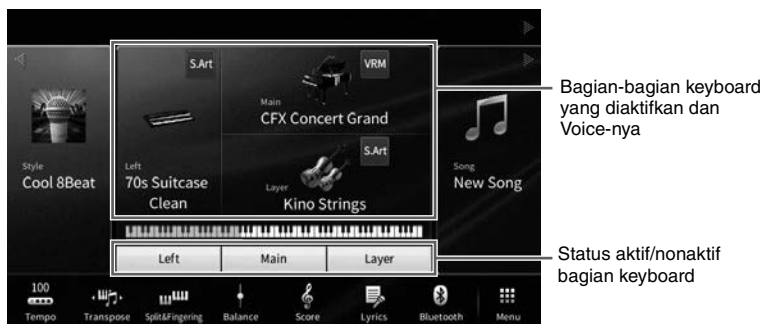 S.Art
VRM
Main
CFX Concert Grand
Bagian-bagian keyboard
yang diaktifkan dan
Voice-nya
Style
Cool 8Beat
Left
70s Suitcase
Clean
S.Art
Layer
Kino Strings
Song
New Song
Left
Main
Layer
Status aktif/nonaktif
bagian keyboard
100
Tempo
Transpose
Split&Fingering
Balance
Score
Lyrics
Bluetooth
Menu